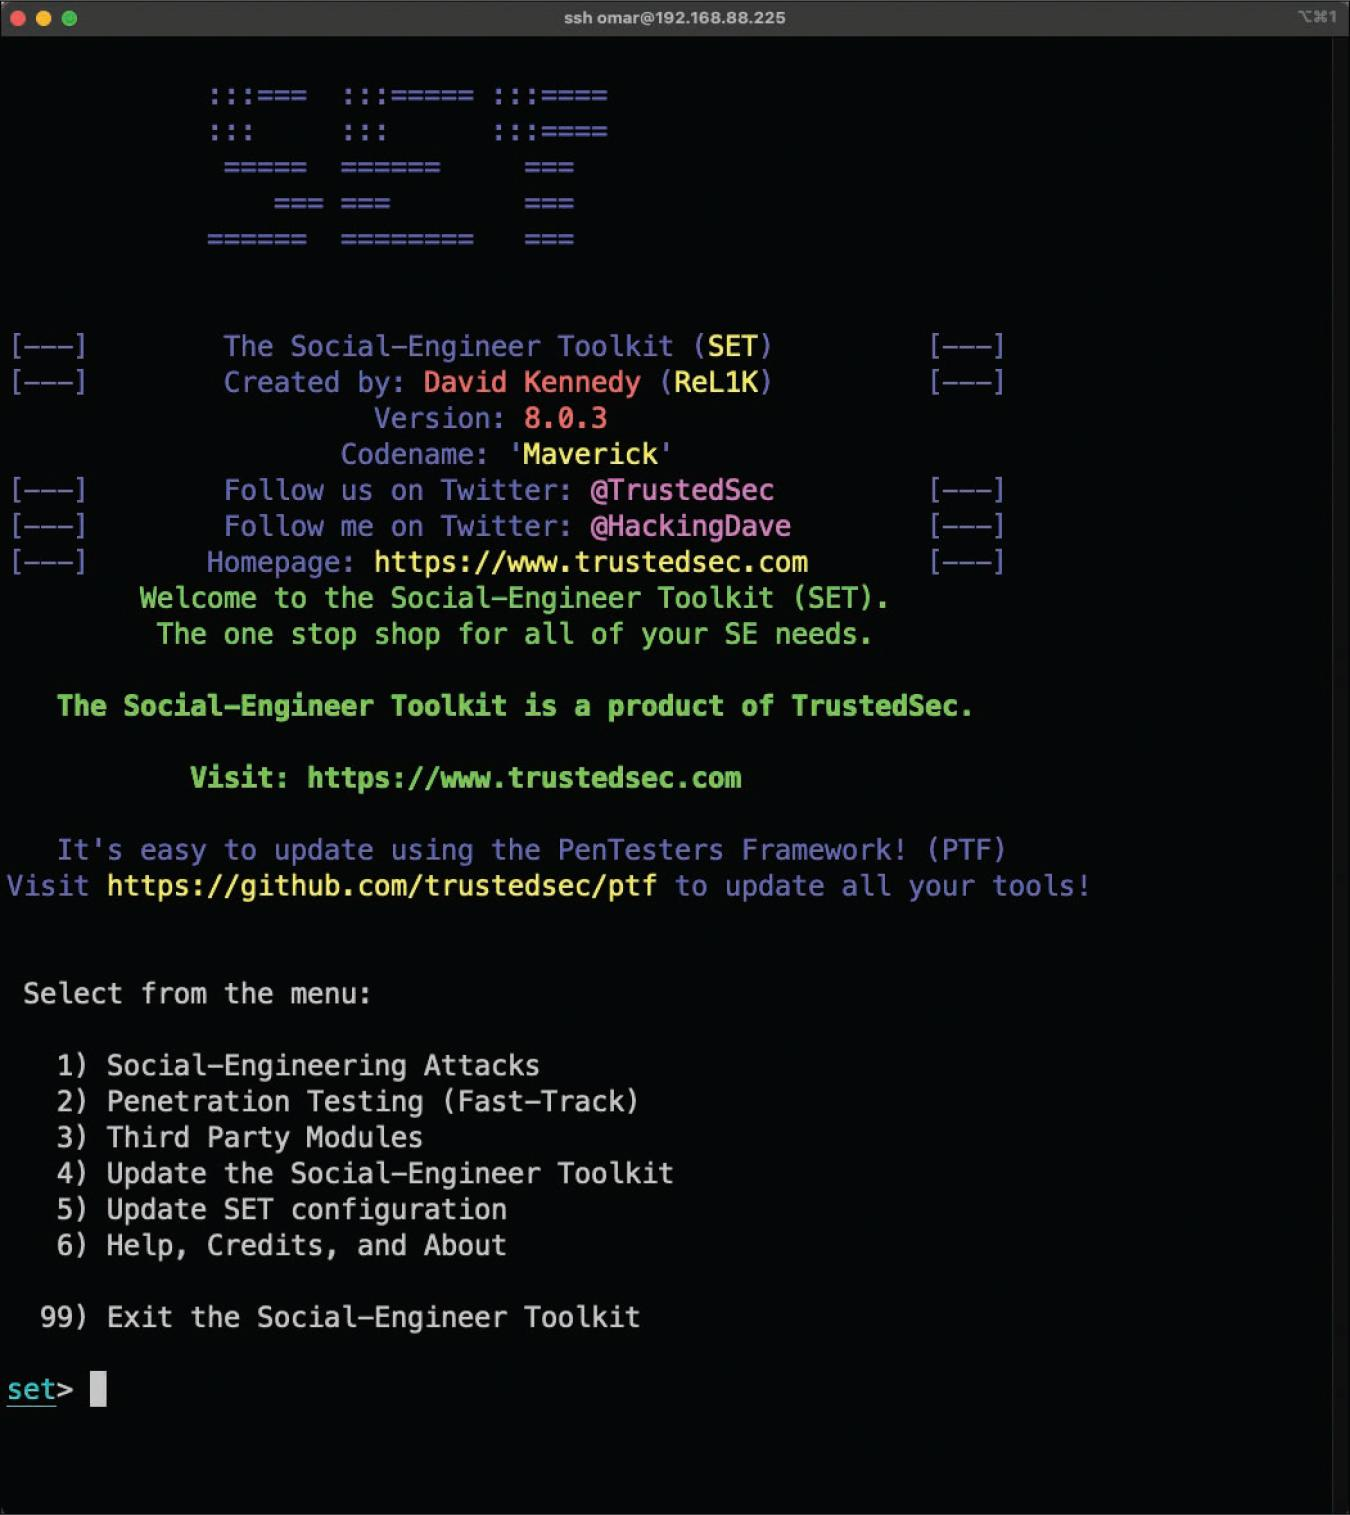 ssh omar@192.168.88.225
⌥⌘1
:::===  :::===== :::====
:::     :::      :::====
 =====  ======     ===
    === ===        ===
======  ========   ===
[---]        The Social-Engineer Toolkit (SET)         [---]
[---]        Created by: David Kennedy (ReL1K)         [---]
Version: 8.0.3
Codename: 'Maverick'
[---]        Follow us on Twitter: @TrustedSec         [---]
[---]        Follow me on Twitter: @HackingDave        [---]
[---]       Homepage: https://www.trustedsec.com       [---]
Welcome to the Social-Engineer Toolkit (SET).
The one stop shop for all of your SE needs.
The Social-Engineer Toolkit is a product of TrustedSec.
Visit: https://www.trustedsec.com
It's easy to update using the PenTesters Framework! (PTF)
Visit https://github.com/trustedsec/ptf to update all your tools!
Select from the menu:
1) Social-Engineering Attacks
2) Penetration Testing (Fast-Track)
3) Third Party Modules
4) Update the Social-Engineer Toolkit
5) Update SET configuration
6) Help, Credits, and About
99) Exit the Social-Engineer Toolkit
set>